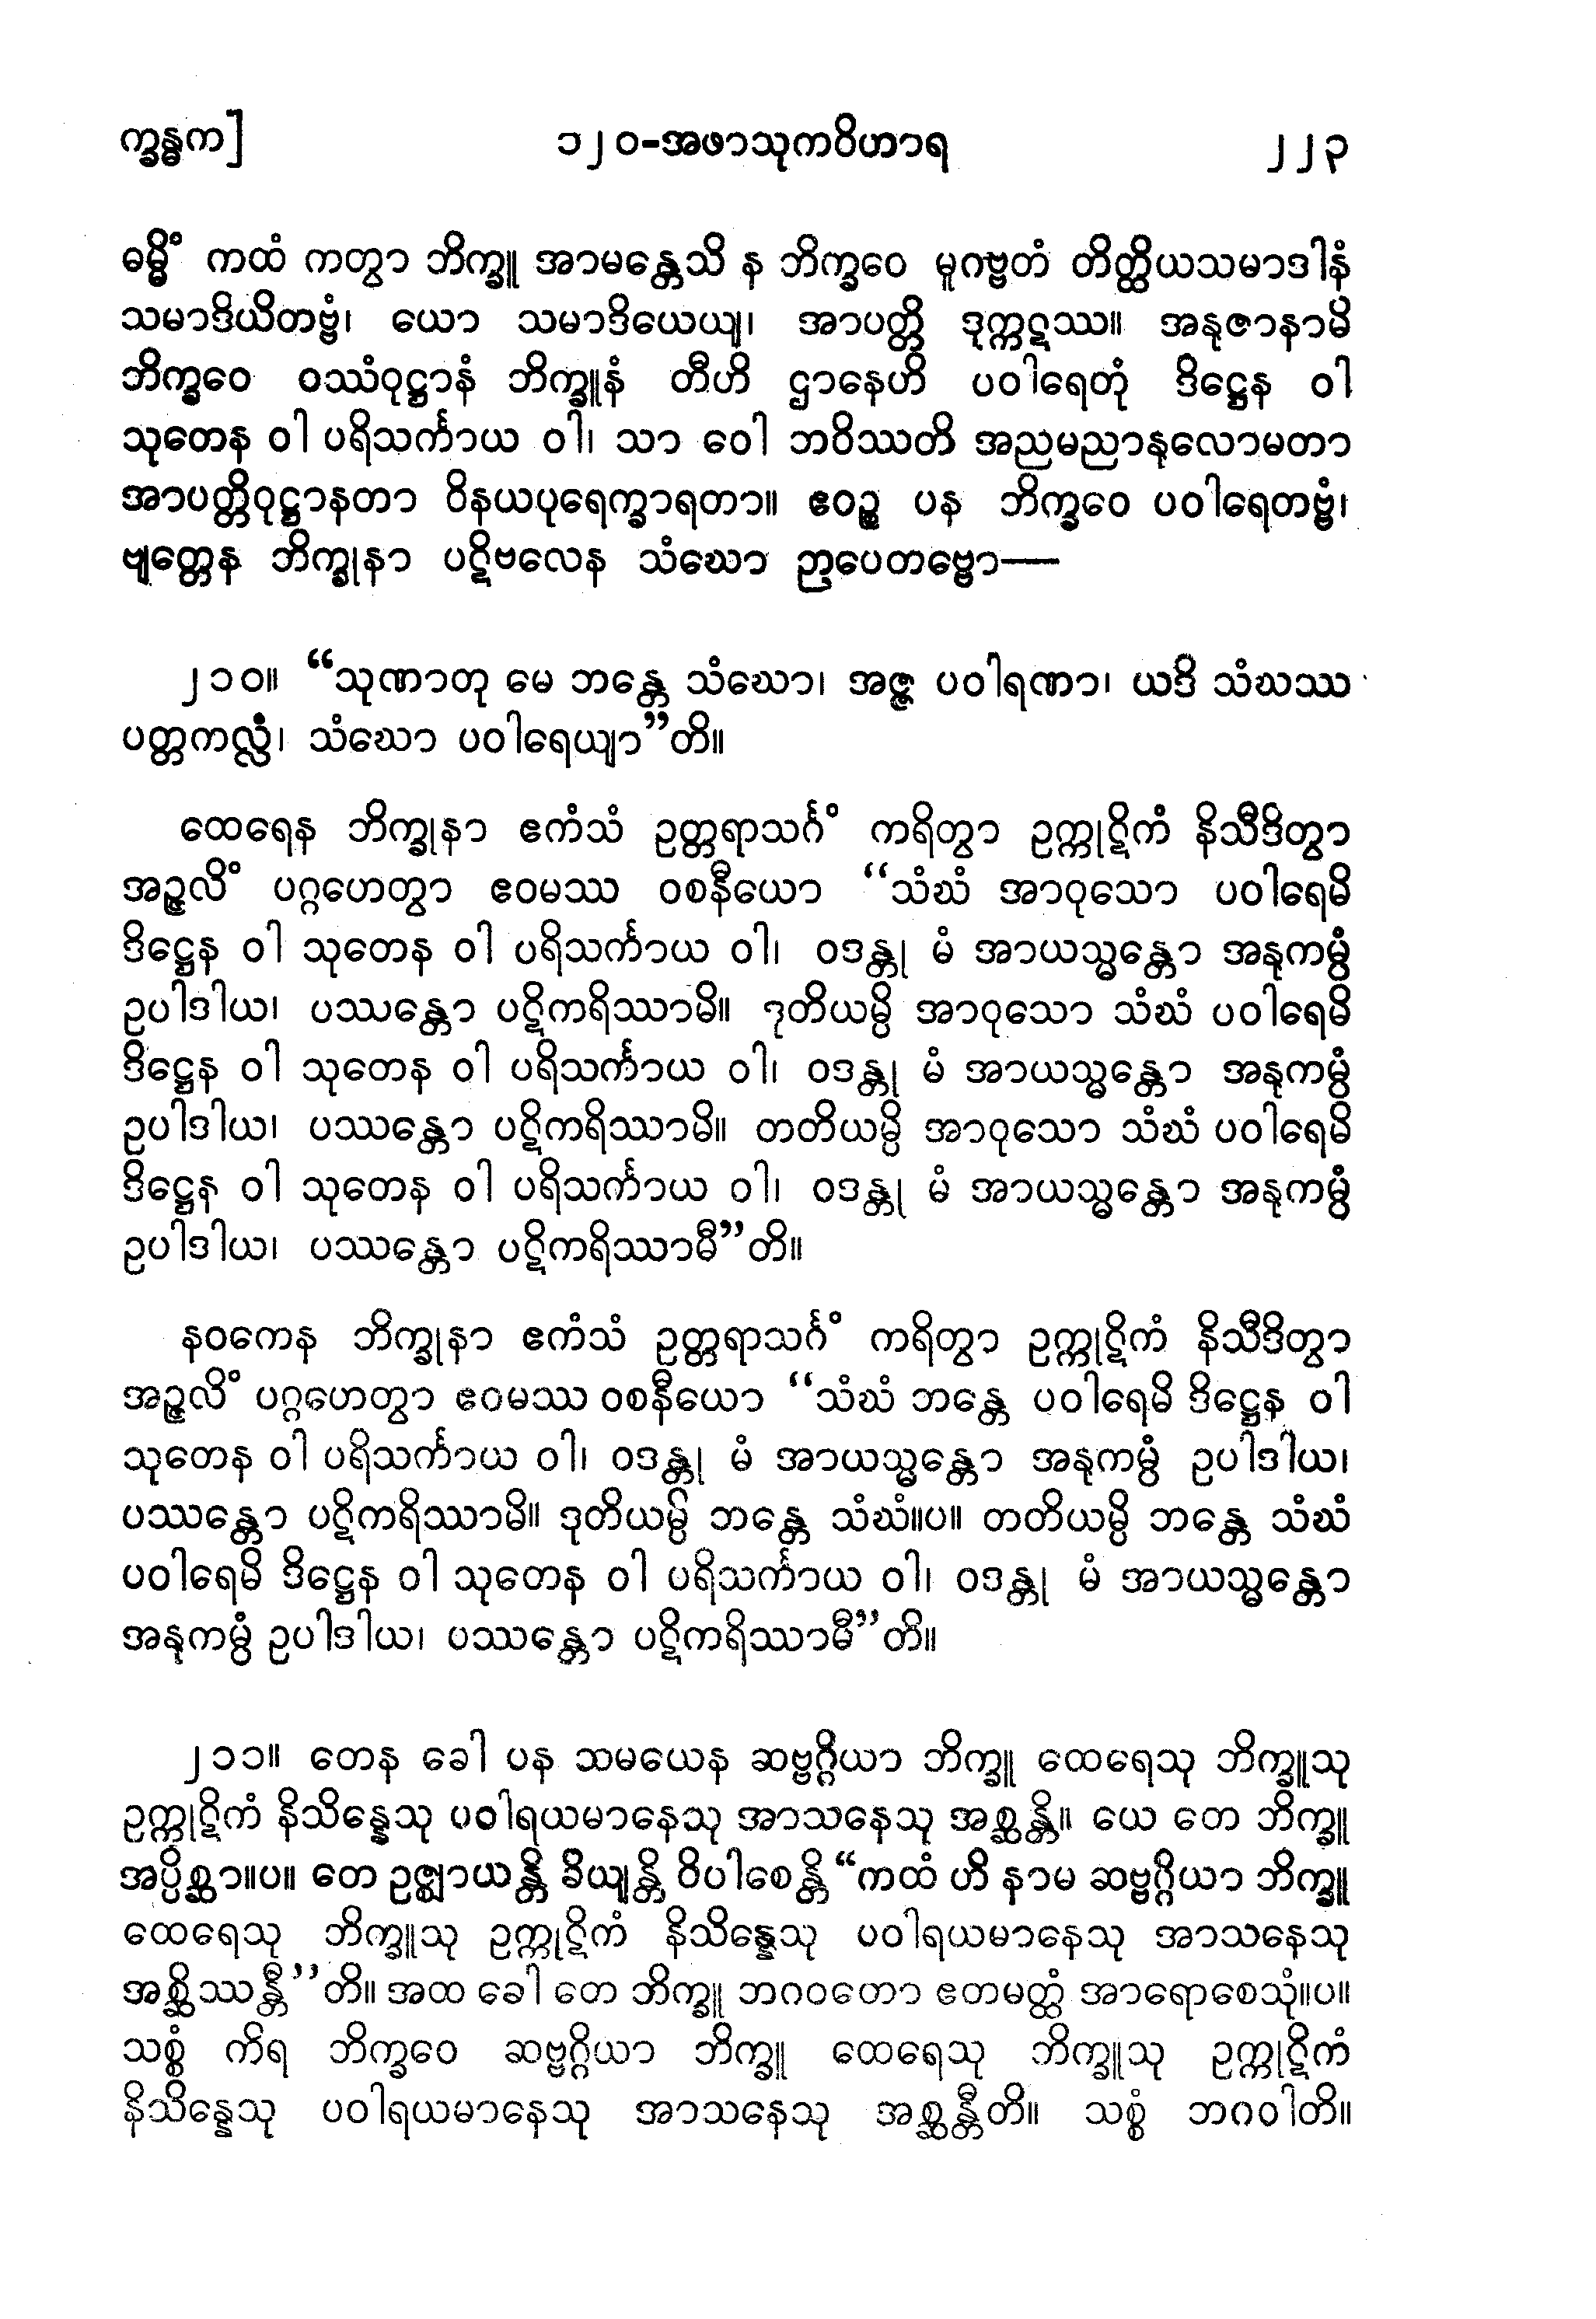 က္ခန္ဓက]
၁၂၀-အဖာသုကဝိဟာရ
၂၂၃
ဓမ္မိံ ကထံ ကတွာ ဘိက္ခူ အာမန္တေသိ န ဘိက္ခဝေ မူဂဗ္ဗတံ တိတ္ထိယသမာဒါနံ
သမာဒိယိတဗ္ဗံ၊ ယော သမာဒိယေယျ၊ အာပတ္တိ ဒုက္ကဋဿ။ အနုဇာနာမိ
ဘိက္ခဝေ ဝဿံဝုဋ္ဌာနံ ဘိက္ခူနံ တီဟိ ဌာနေဟိ ပဝါရေတုံ ဒိဋ္ဌေန ဝါ
သုတေန ဝါ ပရိသင်္ကာယ ဝါ၊ သာ ဝေါ ဘဝိဿတိ အညမညာနုလောမတာ
အာပတ္တိဝုဋ္ဌာနတာ ဝိနယပုရေက္ခာရတာ။ ဧဝဉ္စ ပန ဘိက္ခဝေ ပဝါရေတဗ္ဗံ၊
ဗျတ္တေန ဘိက္ခုနာ ပဋိဗလေန သံဃော ဉာပေတဗ္ဗော—
၂၁၀။ “သုဏာတု မေ ဘန္တေ သံဃော၊ အဇ္ဇ ပဝါရဏာ၊ ယဒိ သံဃဿ
ပတ္တကလ္လံ၊ သံဃော ပဝါရေယျာ”တိ။
ထေရေန ဘိက္ခုနာ ဧကံသံ ဥတ္တရာသင်္ဂံ ကရိတွာ ဥက္ကုဋိကံ နိသီဒိတွာ
အဉ္ဇလိံ ပဂ္ဂဟေတွာ ဧဝမဿ ဝစနီယော “သံဃံ အာဝုသော ပဝါရေမိ
ဒိဋ္ဌေန ဝါ သုတေန ဝါ ပရိသင်္ကာယ ဝါ၊ ဝဒန္တု မံ အာယသ္မန္တော အနုကမ္ပံ
ဥပါဒါယ၊ ပဿန္တော ပဋိကရိဿာမိ။ ဒုတိယမ္ပိ အာဝုသော သံဃံ ပဝါရေမိ
ဒိဋ္ဌေန ဝါ သုတေန ဝါ ပရိသင်္ကာယ ဝါ၊ ဝဒန္တု မံ အာယသ္မန္တော အနုကမ္ပံ
ဥပါဒါယ၊ ပဿန္တော ပဋိကရိဿာမိ။ တတိယမ္ပိ အာဝုသော သံဃံ ပဝါရေမိ
ဒိဋ္ဌေန ဝါ သုတေန ဝါ ပရိသင်္ကာယ ဝါ၊ ဝဒန္တု မံ အာယသ္မန္တော အနုကမ္ပံ
ဥပါဒါယ၊ ပဿန္တော ပဋိကရိဿာမီ”တိ။
နဝကေန ဘိက္ခုနာ ဧကံသံ ဥတ္တရာသင်္ဂံ ကရိတွာ ဥက္ကုဋိကံ နိသီဒိတွာ
အဉ္ဇလိံ ပဂ္ဂဟေတွာ ဧဝမဿ ဝစနီယော “သံဃံ ဘန္တေ ပဝါရေမိ ဒိဋ္ဌေန ဝါ
သုတေန ဝါ ပရိသင်္ကာယ ဝါ၊ ဝဒန္တု မံ အာယသ္မန္တော အနုကမ္ပံ ဥပါဒါယ၊
ပဿန္တော ပဋိကရိဿာမိ။ ဒုတိယမ္ပိ ဘန္တေ သံဃံ။ပ။ တတိယမ္ပိ ဘန္တေ သံဃံ
ပဝါရေမိ ဒိဋ္ဌေန ဝါ သုတေန ဝါ ပရိသင်္ကာယ ဝါ၊ ဝဒန္တု မံ အာယသ္မန္တော
အနုကမ္ပံ ဥပါဒါယ၊ ပဿန္တော ပဋိကရိဿာမီ”တိ။
၂၁၁။ တေန ခေါ ပန သမယေန ဆဗ္ဗဂ္ဂိယာ ဘိက္ခူ ထေရေသု ဘိက္ခူသု
ဥက္ကုဋိကံ နိသိန္နေသု ပဝါရယမာနေသု အာသနေသု အစ္ဆန္တိ။ ယေ တေ ဘိက္ခူ
အပ္ပိစ္ဆာ။ပ။ တေ ဥဇ္ဈာယန္တိ ခိယျန္တိ ဝိပါစေန္တိ “ကထံ ဟိ နာမ ဆဗ္ဗဂ္ဂိယာ ဘိက္ခူ
ထေရေသု ဘိက္ခူသု ဥက္ကုဋိကံ နိသိန္နေသု ပဝါရယမာနေသု အာသနေသု
အစ္ဆိဿန္တီ”တိ။ အထ ခေါ တေ ဘိက္ခူ ဘဂဝတော ဧတမတ္ထံ အာရောစေသုံ။ပ။
သစ္စံ ကိရ ဘိက္ခဝေ ဆဗ္ဗဂ္ဂိယာ ဘိက္ခူ ထေရေသု ဘိက္ခူသု ဥက္ကုဋိကံ
နိသိန္နေသု ပဝါရယမာနေသု အာသနေသု အစ္ဆန္တီတိ။ သစ္စံ ဘဂဝါတိ။